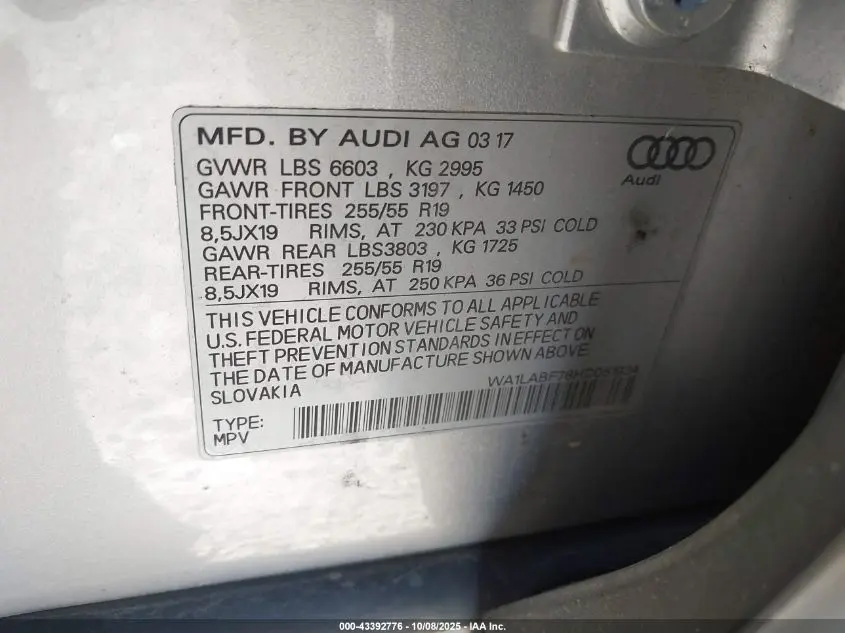 MFD. BY AUDI AG 03 17
Audi
GVWR LBS 6603 , KG 2995
GAWR FRONT LBS 3197 , KG 1450
FRONT-TIRES 255/55 R19
8,5JX19 RIMS, AT 230 KPA 33 PSI COLD
GAWR REAR LBS3803 , KG 1725
REAR-TIRES 255/55 R19
8,5JX19 RIMS, AT 250 KPA 36 PSI COLD
THIS VEHICLE CONFORMS TO ALL APPLICABLE
U.S. FEDERAL MOTOR VEHICLE SAFETY AND
THEFT PREVENTION STANDARDS IN EFFECT ON
THE DATE OF MANUFACTURE SHOWN ABOVE
SLOVAKIA
TYPE:
MPV
000-43392776 10/08/2025 IAA Inc.